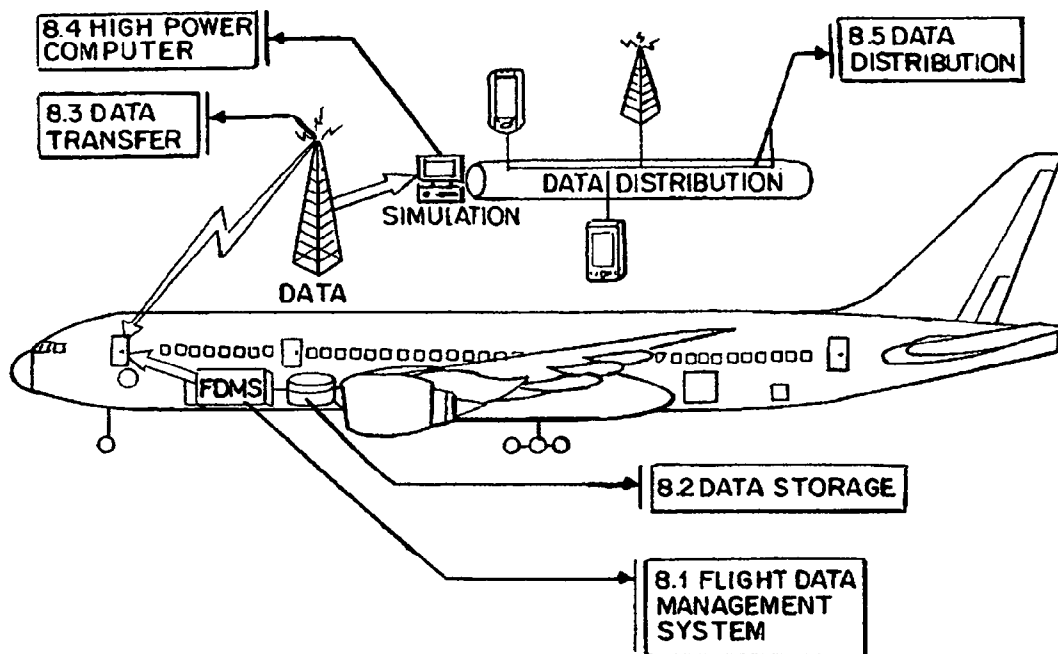 8.4 HIGH POWER
COMPUTER
8.5 DATA
DISTRIBUTION
8.3 DATA
TRANSFER
DATA DISTRIBUTION
SIMULATION
DATA
FDMS
8.2 DATA STORAGE
8.1 FLIGHT DATA
MANAGEMENT
SYSTEM